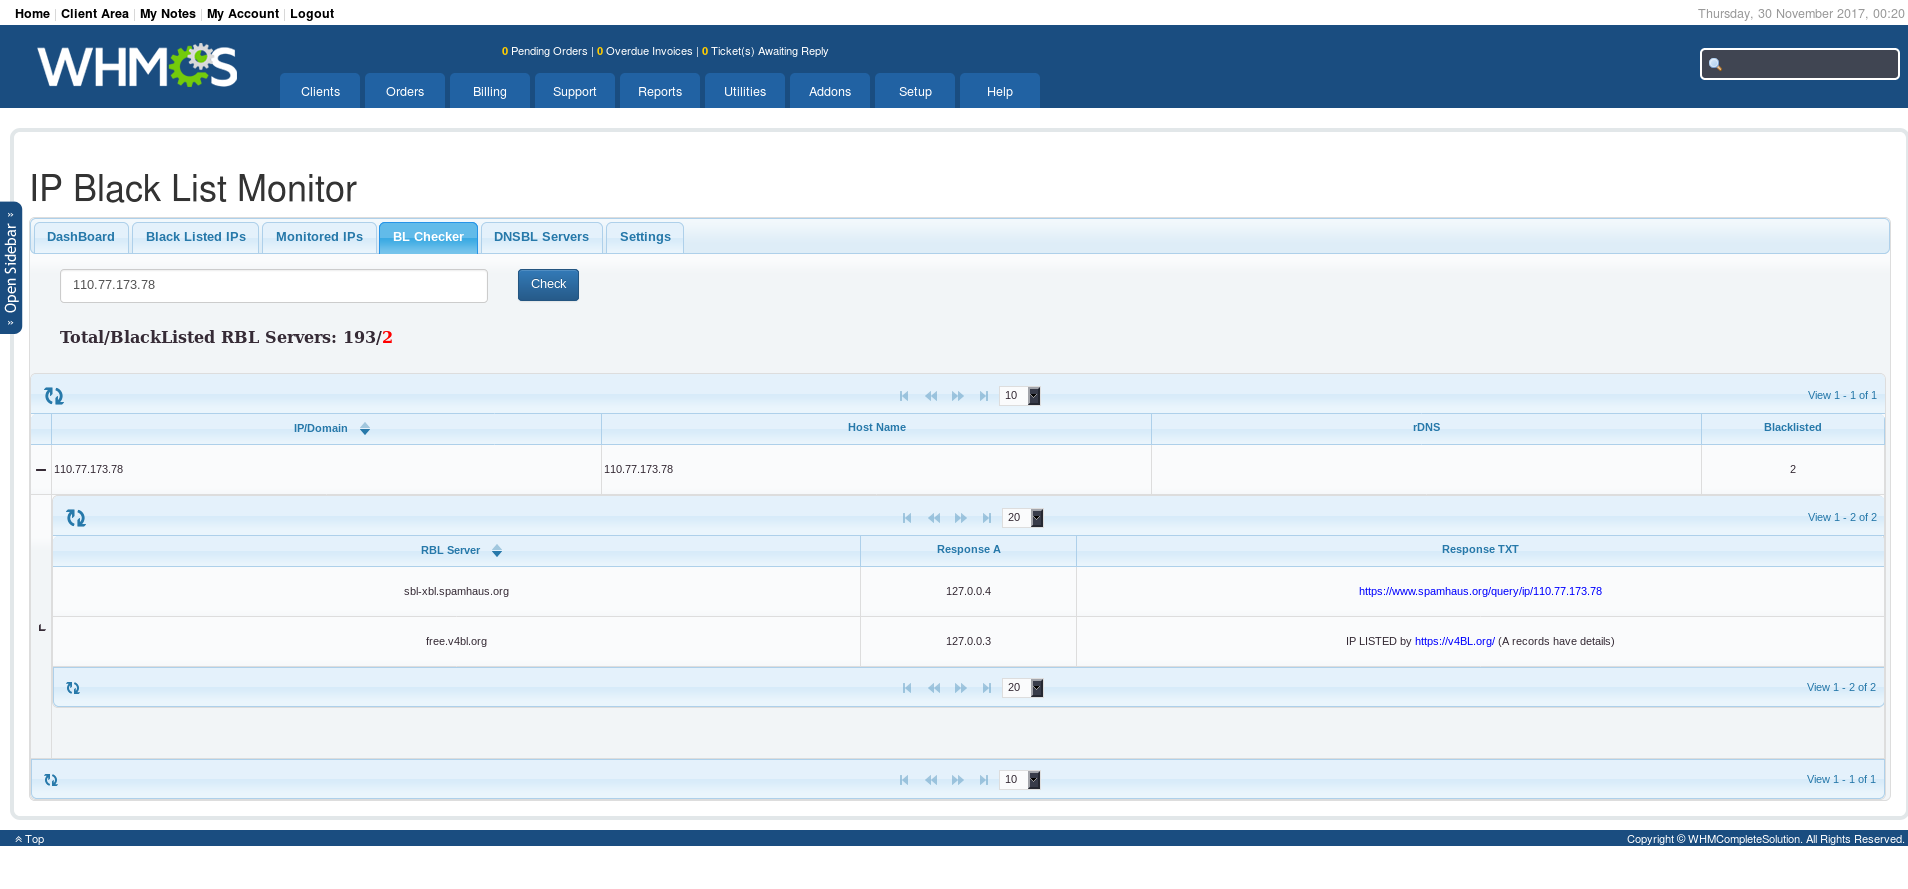 Home | Client Area | My Notes | My Account | Logout
Thursday, 30 November 2017, 00:20
WHMCS
0 Pending Orders | 0 Overdue Invoices | 0 Ticket(s) Awaiting Reply
Clients Orders Billing Support Reports Utilities Addons Setup Help
IP Black List Monitor
» Open Sidebar »
DashBoard Black Listed IPs Monitored IPs BL Checker DNSBL Servers Settings
110.77.173.78 Check
Total/BlackListed RBL Servers: 193/2
10 View 1 - 1 of 1
IP/Domain Host Name rDNS Blacklisted
110.77.173.78 110.77.173.78 2
20 View 1 - 2 of 2
RBL Server Response A Response TXT
sbl-xbl.spamhaus.org 127.0.0.4 https://www.spamhaus.org/query/ip/110.77.173.78
free.v4bl.org 127.0.0.3 IP LISTED by https://v4BL.org/ (A records have details)
20 View 1 - 2 of 2
10 View 1 - 1 of 1
Top
Copyright © WHMCompleteSolution. All Rights Reserved.